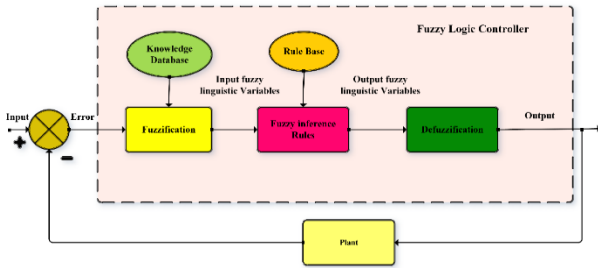 Fuzzy Logic Controller
Knowledge
Database
Rule Base
Input fuzzy
linguistic Variables
Output fuzzy
linguistic Variables
Input
Error
Fuzzification
Fuzzy Inference
Rules
Defuzzification
Output
+
−
Plant